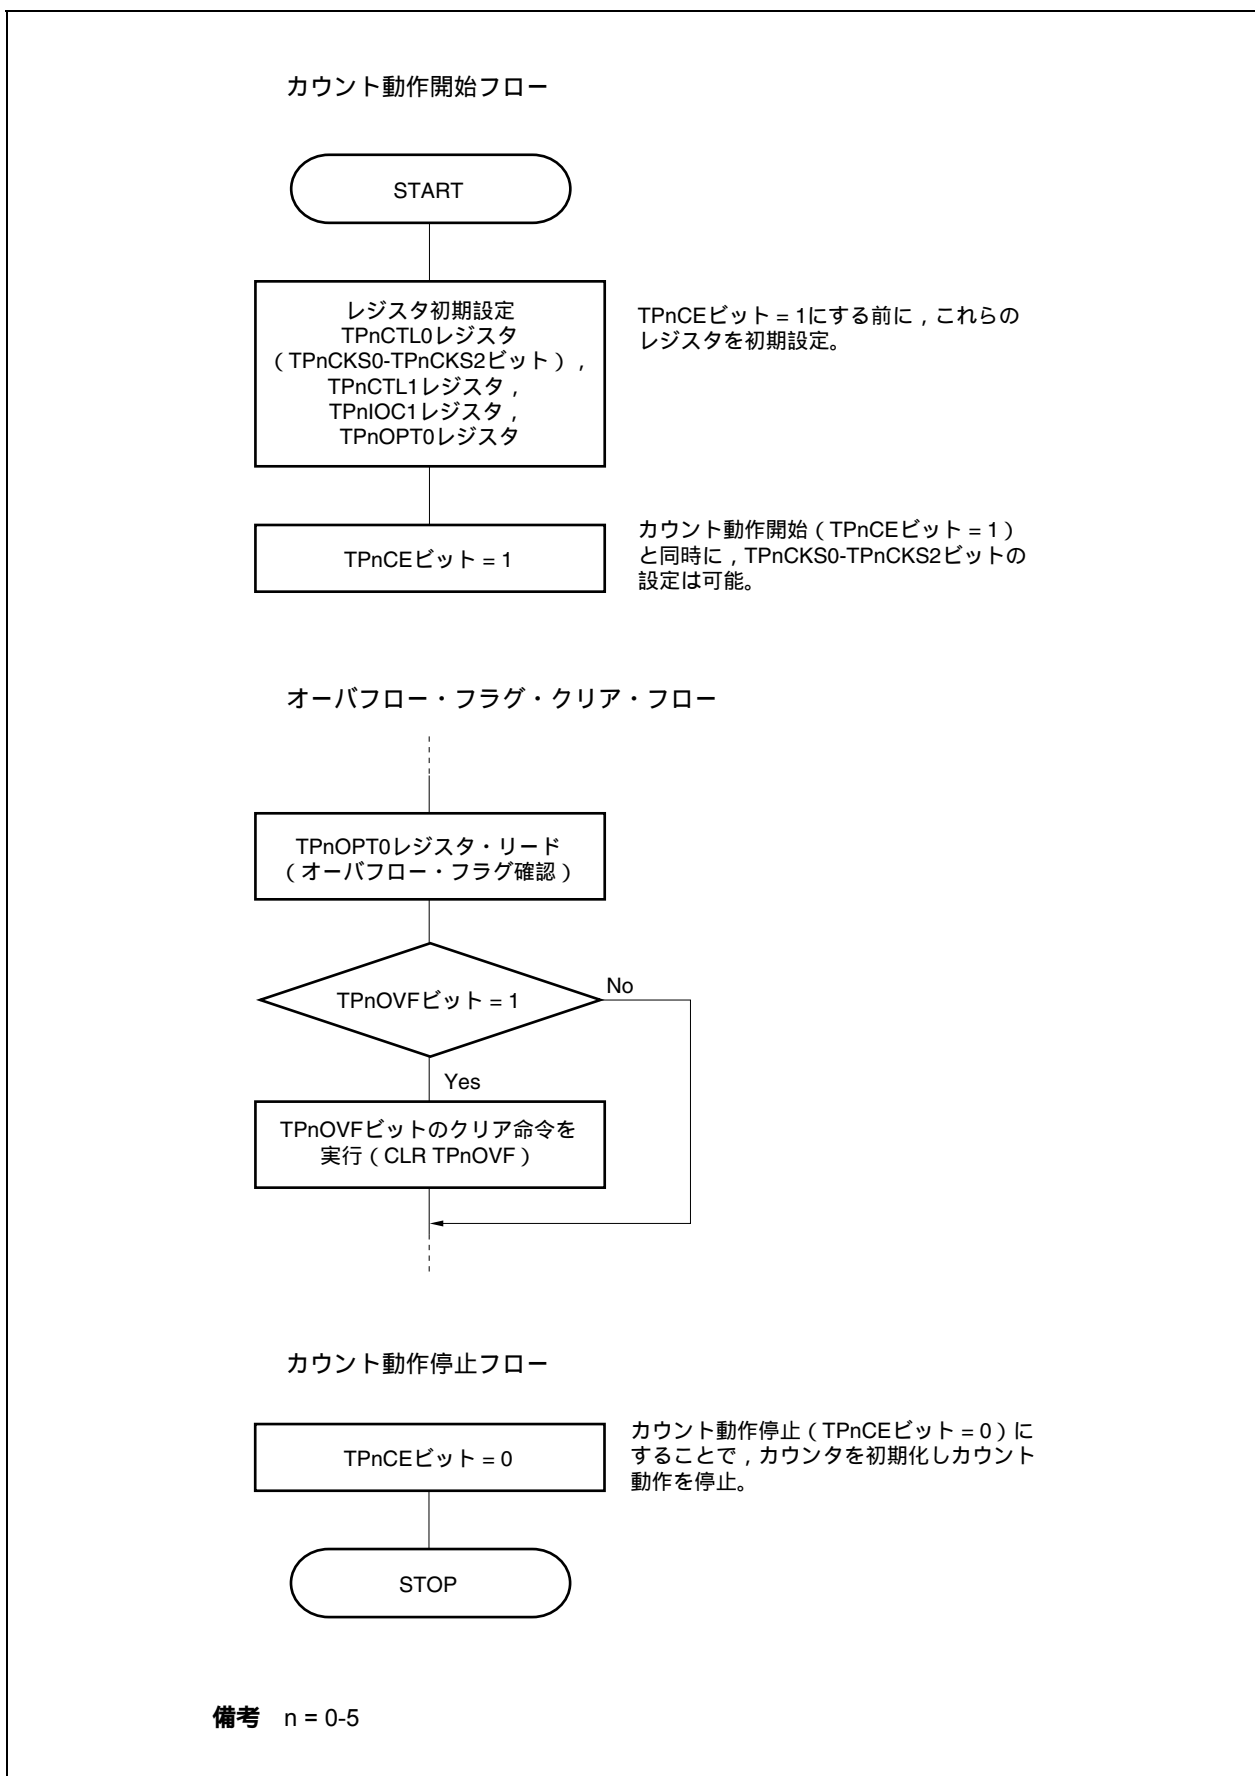 カウント動作開始フロー
START
レジスタ初期設定
TPnCTL0レジスタ
（TPnCKS0-TPnCKS2ビット），
TPnCTL1レジスタ，
TPnIOC1レジスタ，
TPnOPT0レジスタ
TPnCEビット = 1にする前に，これらの
レジスタを初期設定。
TPnCEビット = 1
カウント動作開始（TPnCEビット = 1）
と同時に，TPnCKS0-TPnCKS2ビットの
設定は可能。
オーバフロー・フラグ・クリア・フロー
TPnOPT0レジスタ・リード
（オーバフロー・フラグ確認）
TPnOVFビット = 1
No
Yes
TPnOVFビットのクリア命令を
実行（CLR TPnOVF）
カウント動作停止フロー
TPnCEビット = 0
カウント動作停止（TPnCEビット = 0）に
することで，カウンタを初期化しカウント
動作を停止。
STOP
備考 n = 0-5